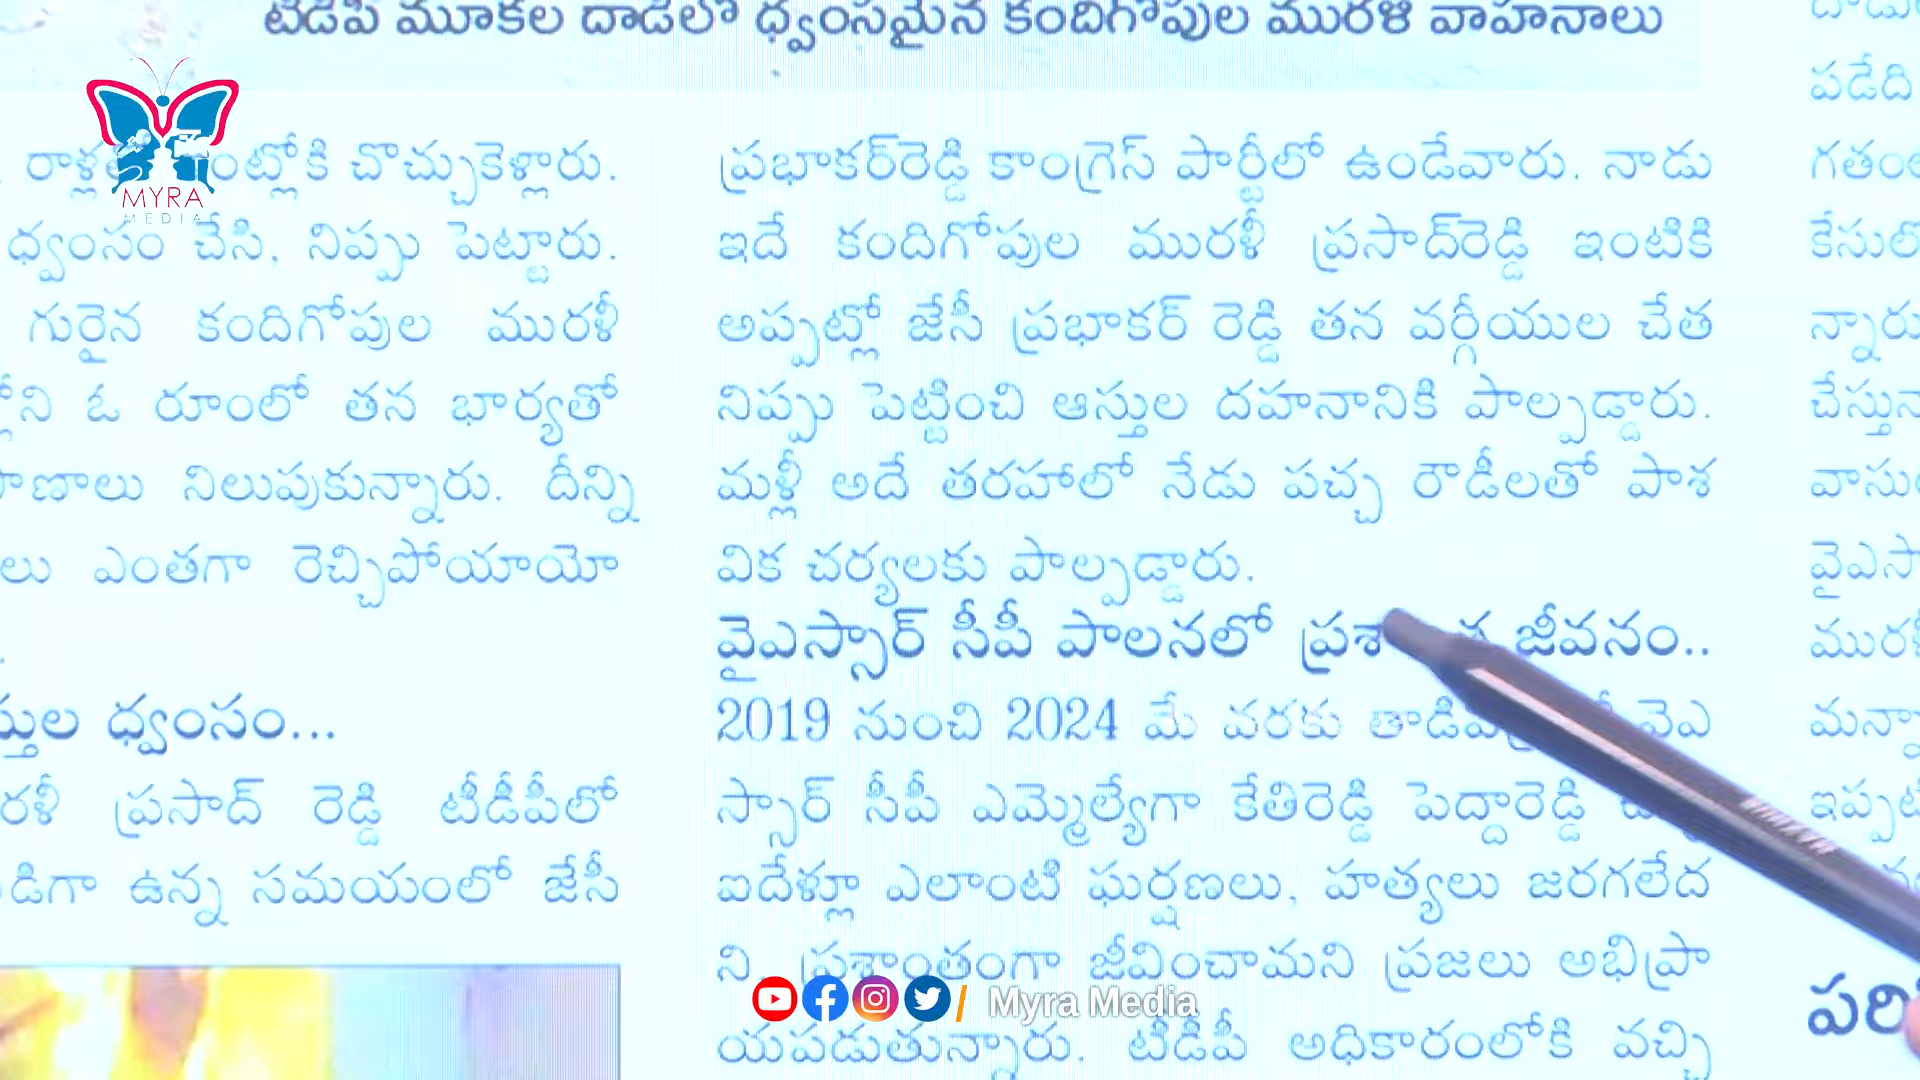 టీడీపీ మూకల దాడిలో ధ్వంసమైన కందిగోపుల మురళీ వాహనాలు
MYRA
MEDIA
చొచ్చుకెళ్లారు.
ధ్వంసం చేసి, నిప్పు పెట్టారు.
గురైన కందిగోపుల మురళీ
ఓ రూంలో తన భార్యతో
నిలుపుకున్నారు. దీన్ని
ఎంతగా రెచ్చిపోయాయో
ధ్వంసం...
ప్రసాద్ రెడ్డి టీడీపీలో
ఉన్న సమయంలో జేసీ
ప్రభాకర్‌రెడ్డి కాంగ్రెస్ పార్టీలో ఉండేవారు. నాడు
ఇదే కందిగోపుల మురళీ ప్రసాద్‌రెడ్డి ఇంటికి
అప్పట్లో జేసీ ప్రభాకర్ రెడ్డి తన వర్గీయుల చేత
నిప్పు పెట్టించి ఆస్తుల దహనానికి పాల్పడ్డారు.
మళ్లీ అదే తరహాలో నేడు పచ్చ రౌడీలతో పాశ
విక చర్యలకు పాల్పడ్డారు.
వైఎస్సార్ సీపీ పాలనలో జీవనం..
2019 నుంచి 2024 మే వరకు వైఎ
స్సార్ సీపీ ఎమ్మెల్యేగా కేతిరెడ్డి పెద్దారెడ్డి
ఐదేళ్లూ ఎలాంటి ఘర్షణలు, హత్యలు జరగలేద
ని, ప్రశాంతంగా జీవించామని ప్రజలు అభిప్రా
యపడుతున్నారు. టీడీపీ అధికారంలోకి వచ్చి
పడేది
Myra Media